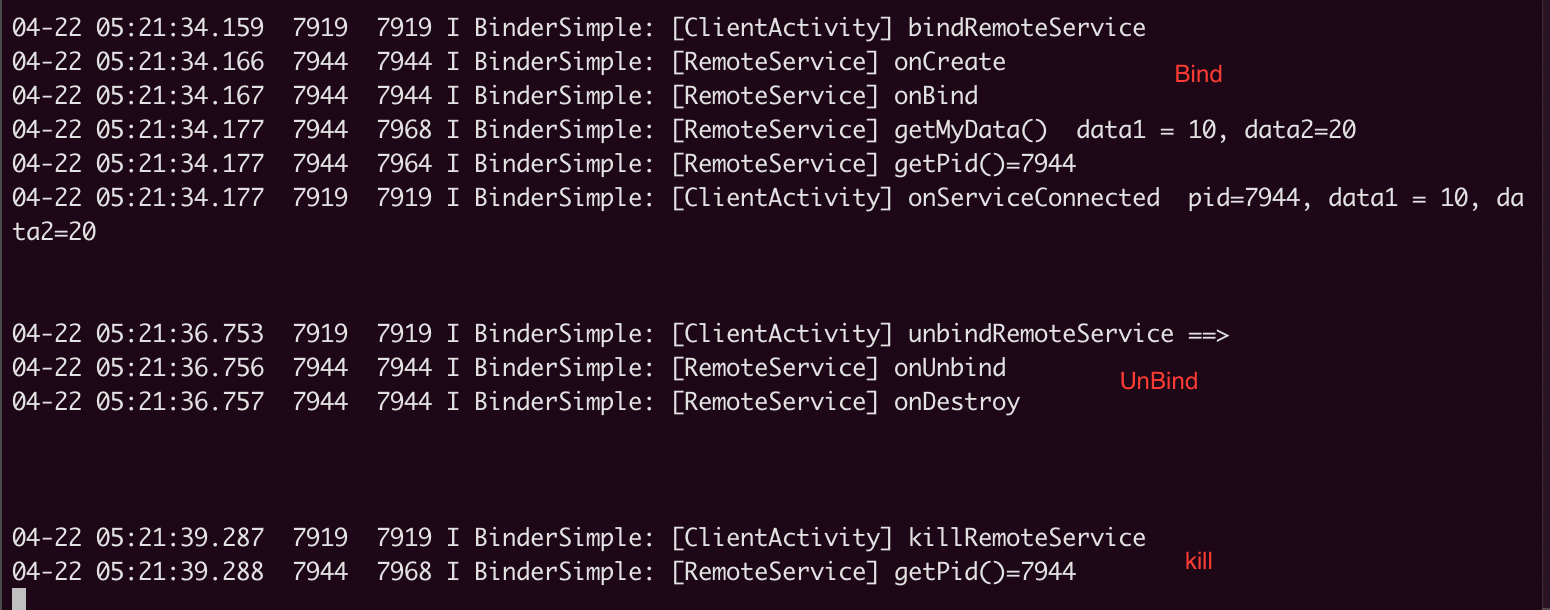 04-22 05:21:34.159  7919  7919 I BinderSimple: [ClientActivity] bindRemoteService
04-22 05:21:34.166  7944  7944 I BinderSimple: [RemoteService] onCreate
Bind
04-22 05:21:34.167  7944  7944 I BinderSimple: [RemoteService] onBind
04-22 05:21:34.177  7944  7968 I BinderSimple: [RemoteService] getMyData()  data1 = 10, data2=20
04-22 05:21:34.177  7944  7964 I BinderSimple: [RemoteService] getPid()=7944
04-22 05:21:34.177  7919  7919 I BinderSimple: [ClientActivity] onServiceConnected  pid=7944, data1 = 10, da
ta2=20
04-22 05:21:36.753  7919  7919 I BinderSimple: [ClientActivity] unbindRemoteService ==>
04-22 05:21:36.756  7944  7944 I BinderSimple: [RemoteService] onUnbind
UnBind
04-22 05:21:36.757  7944  7944 I BinderSimple: [RemoteService] onDestroy
04-22 05:21:39.287  7919  7919 I BinderSimple: [ClientActivity] killRemoteService
kill
04-22 05:21:39.288  7944  7968 I BinderSimple: [RemoteService] getPid()=7944